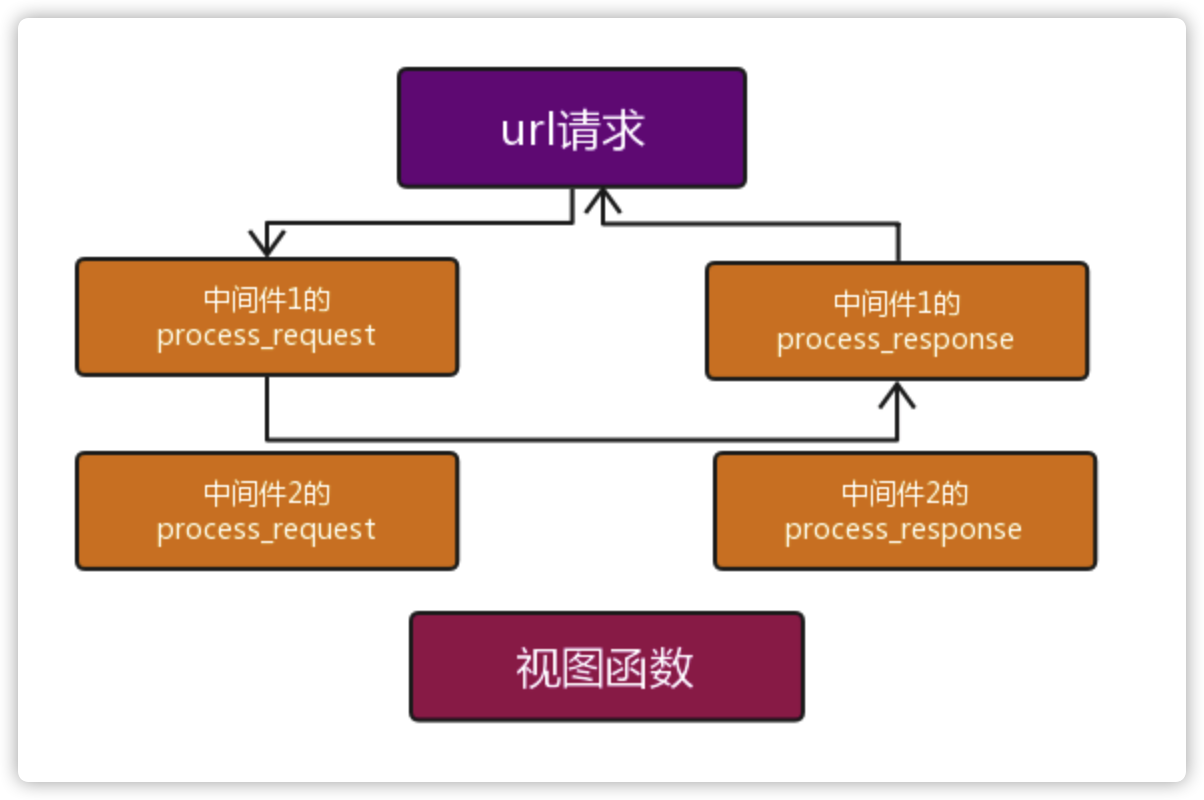 url请求
中间件1的
process_request
中间件1的
process_response
中间件2的
process_request
中间件2的
process_response
视图函数